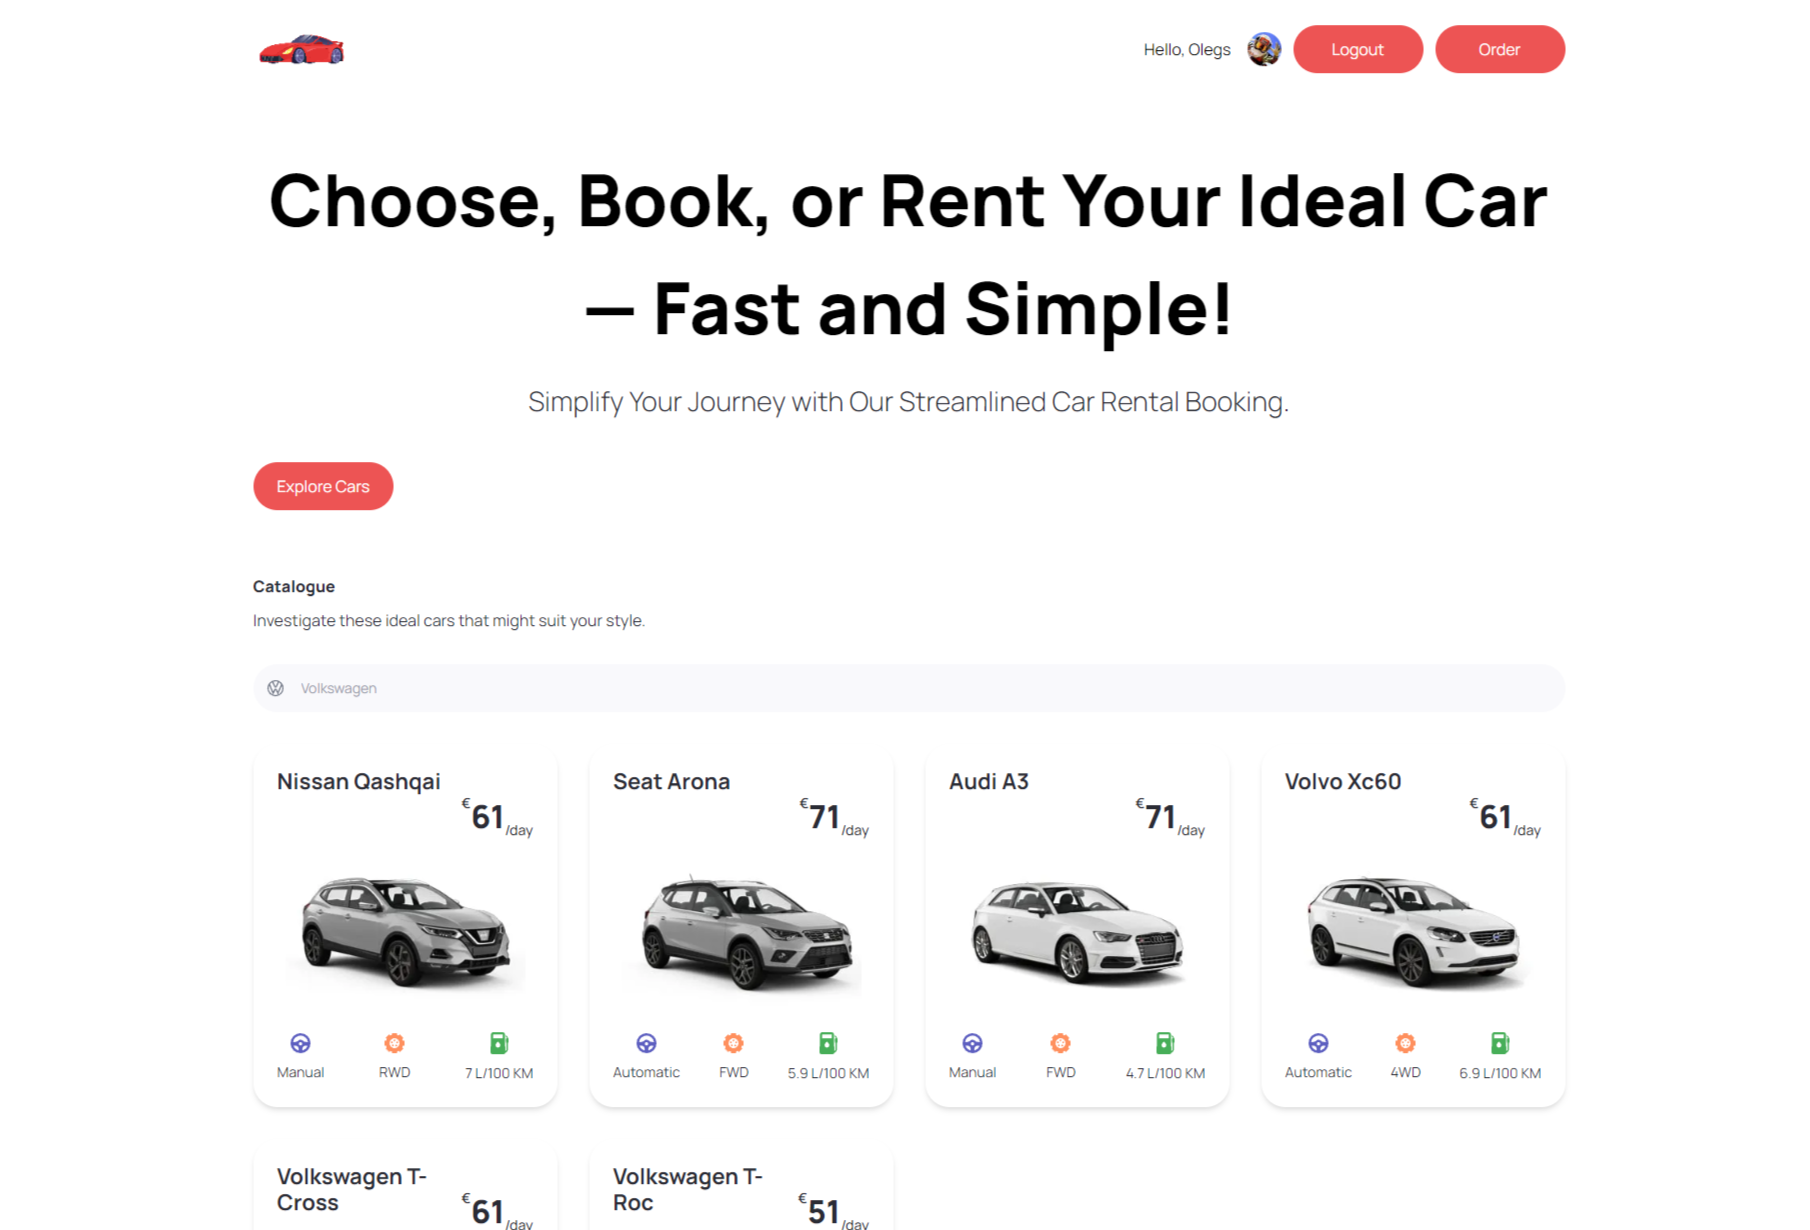 Hello, Olegs
Logout
Order
Choose, Book, or Rent Your Ideal Car
— Fast and Simple!
Simplify Your Journey with Our Streamlined Car Rental Booking.
Explore Cars
Catalogue
Investigate these ideal cars that might suit your style.
Volkswagen
Nissan Qashqai
€61/day
Manual
RWD
7 L/100 KM
Seat Arona
€71/day
Automatic
FWD
5.9 L/100 KM
Audi A3
€71/day
Manual
FWD
4.7 L/100 KM
Volvo Xc60
€61/day
Automatic
4WD
6.9 L/100 KM
Volkswagen T-
Cross
€61/day
Volkswagen T-
Roc
€51/day